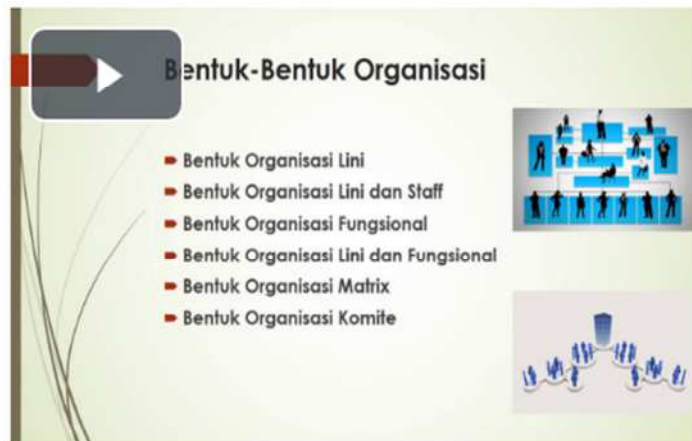 Bentuk-Bentuk Organisasi
Bentuk Organisasi Lini
Bentuk Organisasi Lini dan Staff
Bentuk Organisasi Fungsional
Bentuk Organisasi Lini dan Fungsional
Bentuk Organisasi Matrix
Bentuk Organisasi Komite